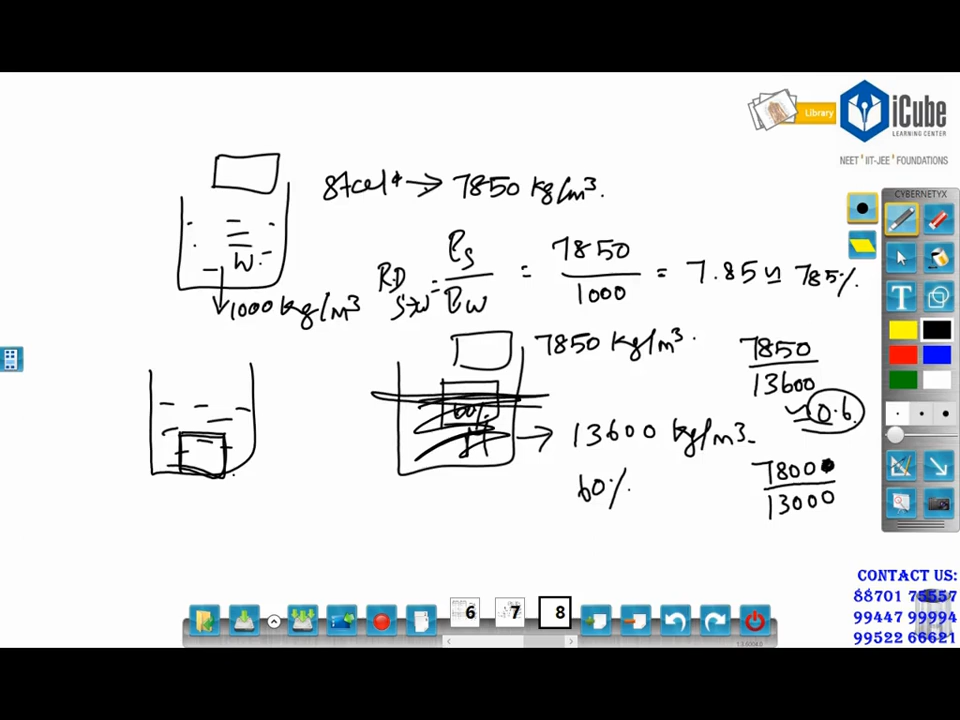 Library
iCube
LEARNING CENTER
NEET ' IIT-JEE ' FOUNDATIONS
CYBERNETYX
Steel → 7850 kg/m³.
W
1000 kg/m³
RD S,w = ρs/ρw = 7850/1000 = 7.85 ≈ 785%
7850 kg/m³.
7850/13600
≈ 0.6
60%
13600 kg/m³
60%
7800/13000
T
6 7 8
CONTACT US:
88701 75557
99447 99994
99522 66621